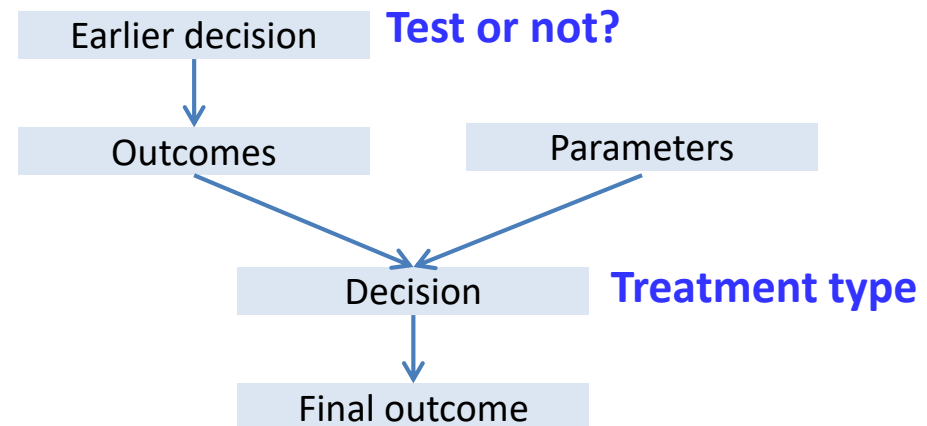 Earlier decision
Test or not?
Outcomes
Parameters
Decision
Treatment type
Final outcome